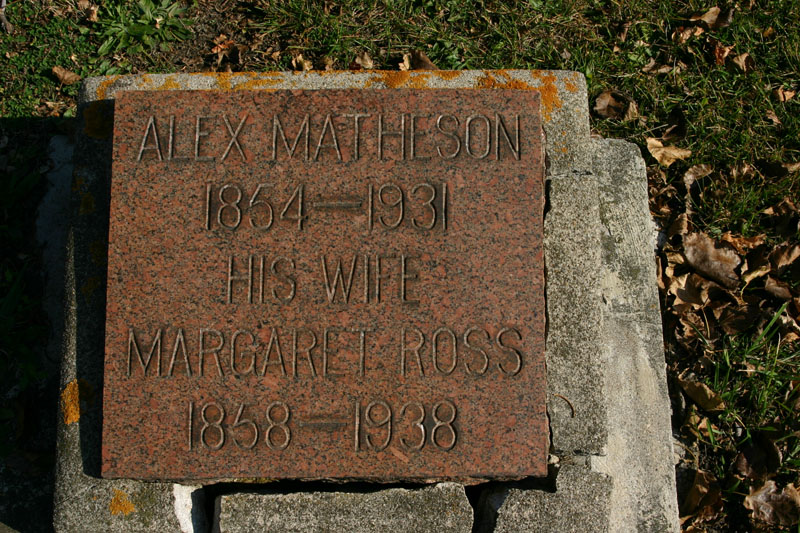 ALEX MATHESON
1854—1931
HIS WIFE
MARGARET ROSS
1858—1938